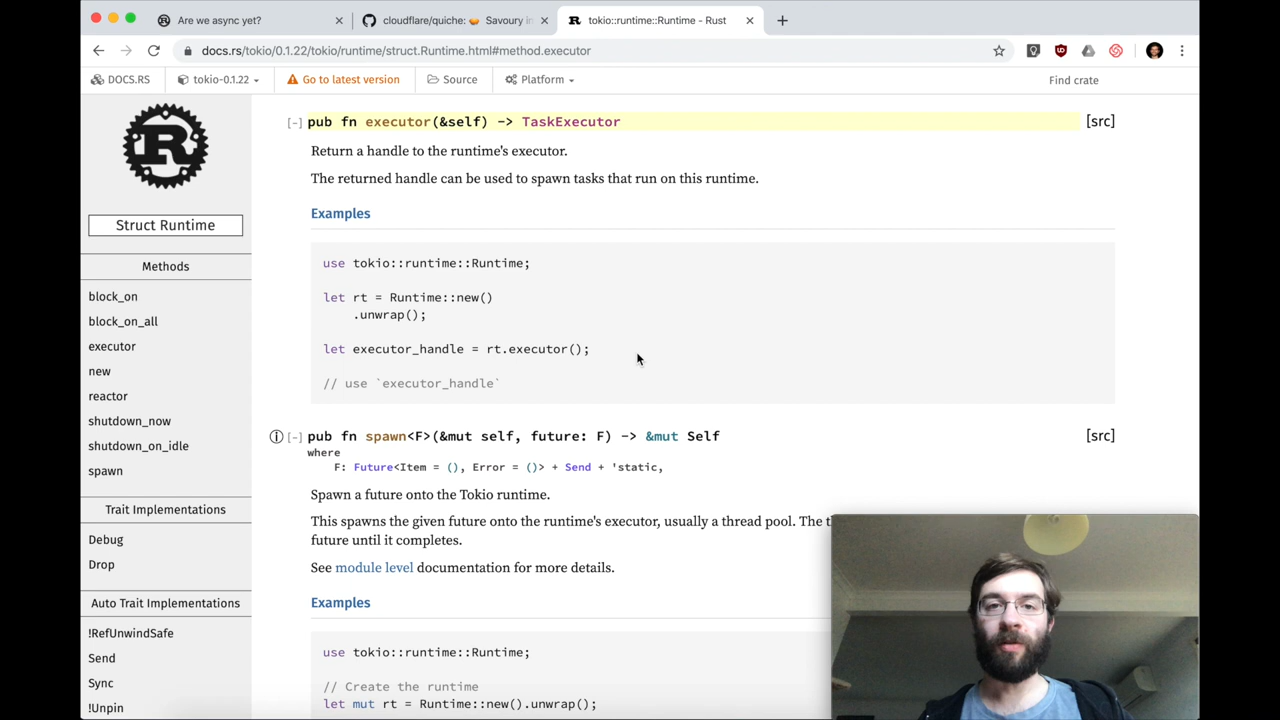 Are we async yet?
cloudflare/quiche: 🥧 Savoury in
tokio::runtime::Runtime - Rust
docs.rs/tokio/0.1.22/tokio/runtime/struct.Runtime.html#method.executor
DOCS.RS
tokio-0.1.22
Go to latest version
Source
Platform
Find crate
R
Struct Runtime
Methods
block_on
block_on_all
executor
new
reactor
shutdown_now
shutdown_on_idle
spawn
Trait Implementations
Debug
Drop
Auto Trait Implementations
!RefUnwindSafe
Send
Sync
!Unpin
[-] pub fn executor(&self) -> TaskExecutor [src]
Return a handle to the runtime's executor.
The returned handle can be used to spawn tasks that run on this runtime.
Examples
use tokio::runtime::Runtime;
let rt = Runtime::new()
.unwrap();
let executor_handle = rt.executor();
// use `executor_handle`
ⓘ [-] pub fn spawn<F>(&mut self, future: F) -> &mut Self [src]
where
F: Future<Item = (), Error = ()> + Send + 'static,
Spawn a future onto the Tokio runtime.
This spawns the given future onto the runtime's executor, usually a thread pool. The
future until it completes.
See module level documentation for more details.
Examples
use tokio::runtime::Runtime;
// Create the runtime
let mut rt = Runtime::new().unwrap();